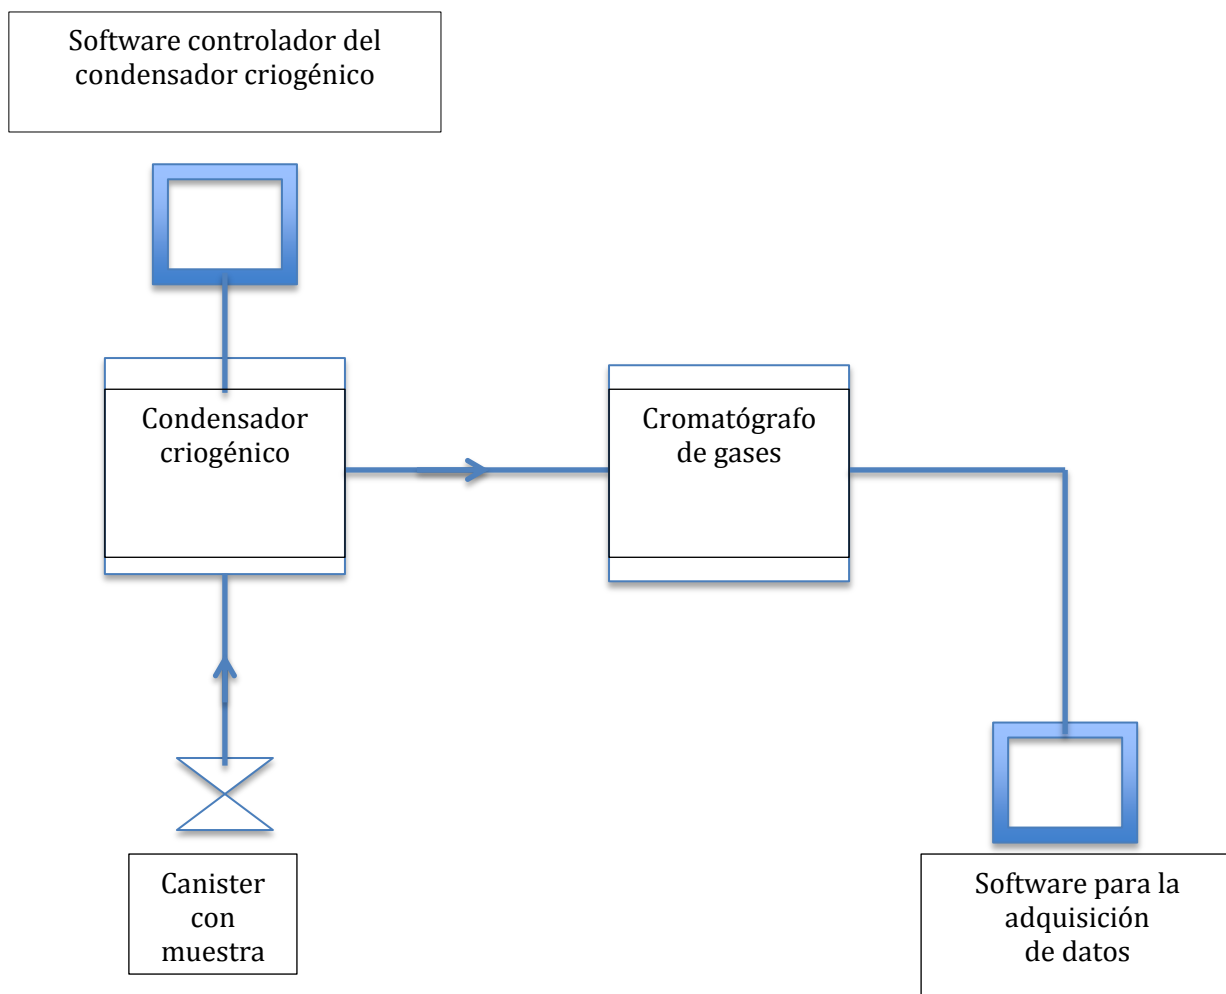 Software controlador del
condensador criogénico
Condensador
criogénico
Cromatógrafo
de gases
Canister
con
muestra
Software para la
adquisición
de datos